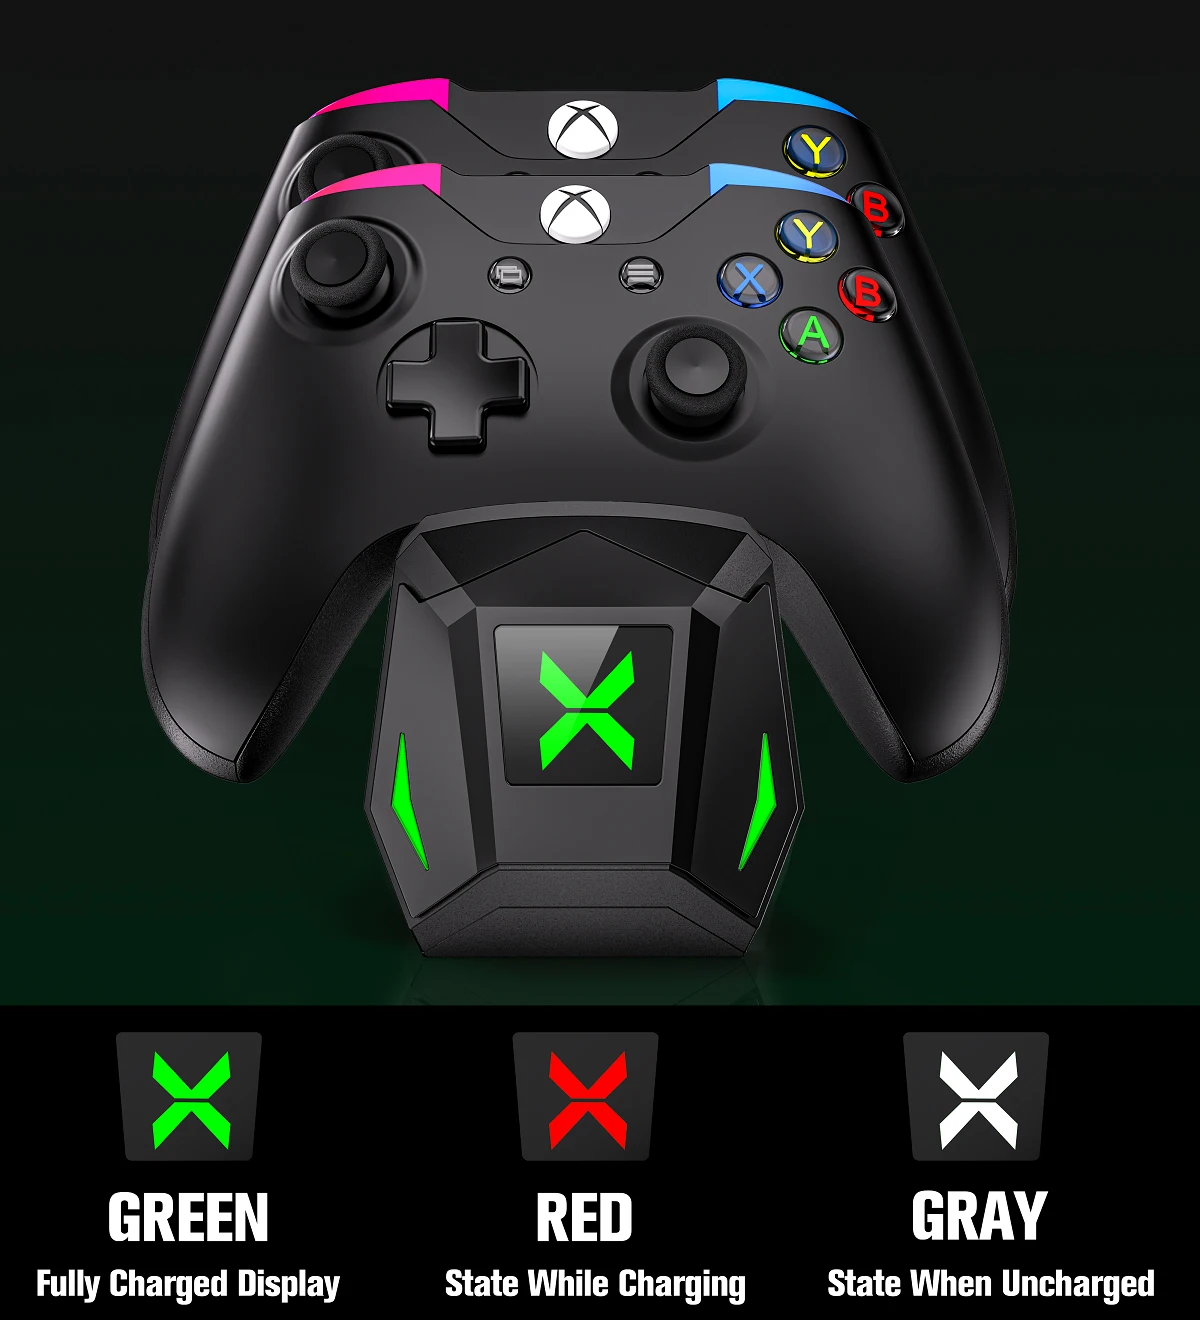 Y
B
Y
X
B
A
GREEN
RED
GRAY
Fully Charged Display
State While Charging
State When Uncharged